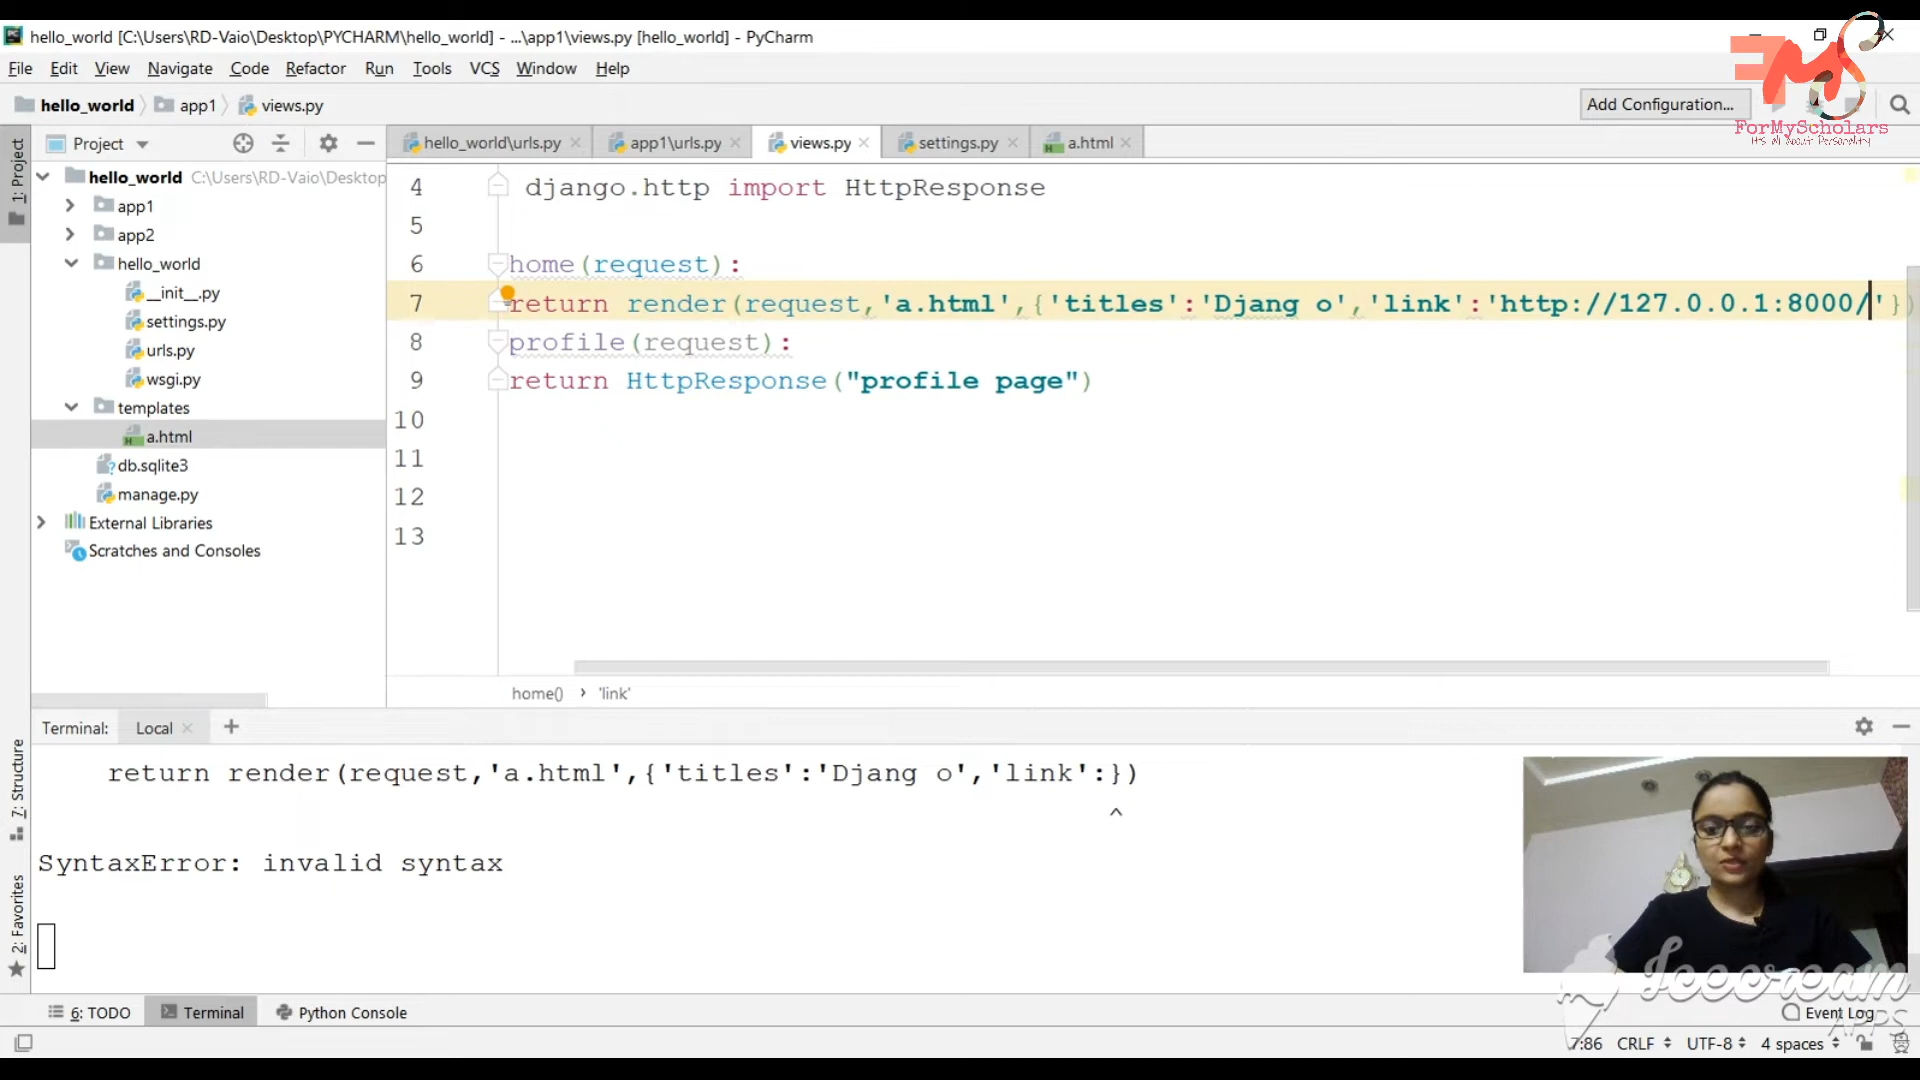 hello_world [C:\Users\RD-Vaio\Desktop\PYCHARM\hello_world] - ...\app1\views.py [hello_world] - PyCharm
File Edit View Navigate Code Refactor Run Tools VCS Window Help
FMS
ForMyScholars
It's All About Personality
hello_world app1 views.py Add Configuration...
1: Project
Project
hello_world\urls.py app1\urls.py views.py settings.py a.html
hello_world C:\Users\RD-Vaio\Desktop
app1
app2
hello_world
__init__.py
settings.py
urls.py
wsgi.py
templates
a.html
db.sqlite3
manage.py
External Libraries
Scratches and Consoles
4 django.http import HttpResponse
5
6 home(request):
7 return render(request,'a.html',{'titles':'Djang o','link':'http://127.0.0.1:8000/'})
8 profile(request):
9 return HttpResponse("profile page")
10
11
12
13
home() › 'link'
Terminal: Local +
return render(request,'a.html',{'titles':'Djang o','link':})
^
SyntaxError: invalid syntax
7: Structure
2: Favorites
6: TODO Terminal Python Console Event Log
Icecream
APPS
7:86 CRLF UTF-8 4 spaces